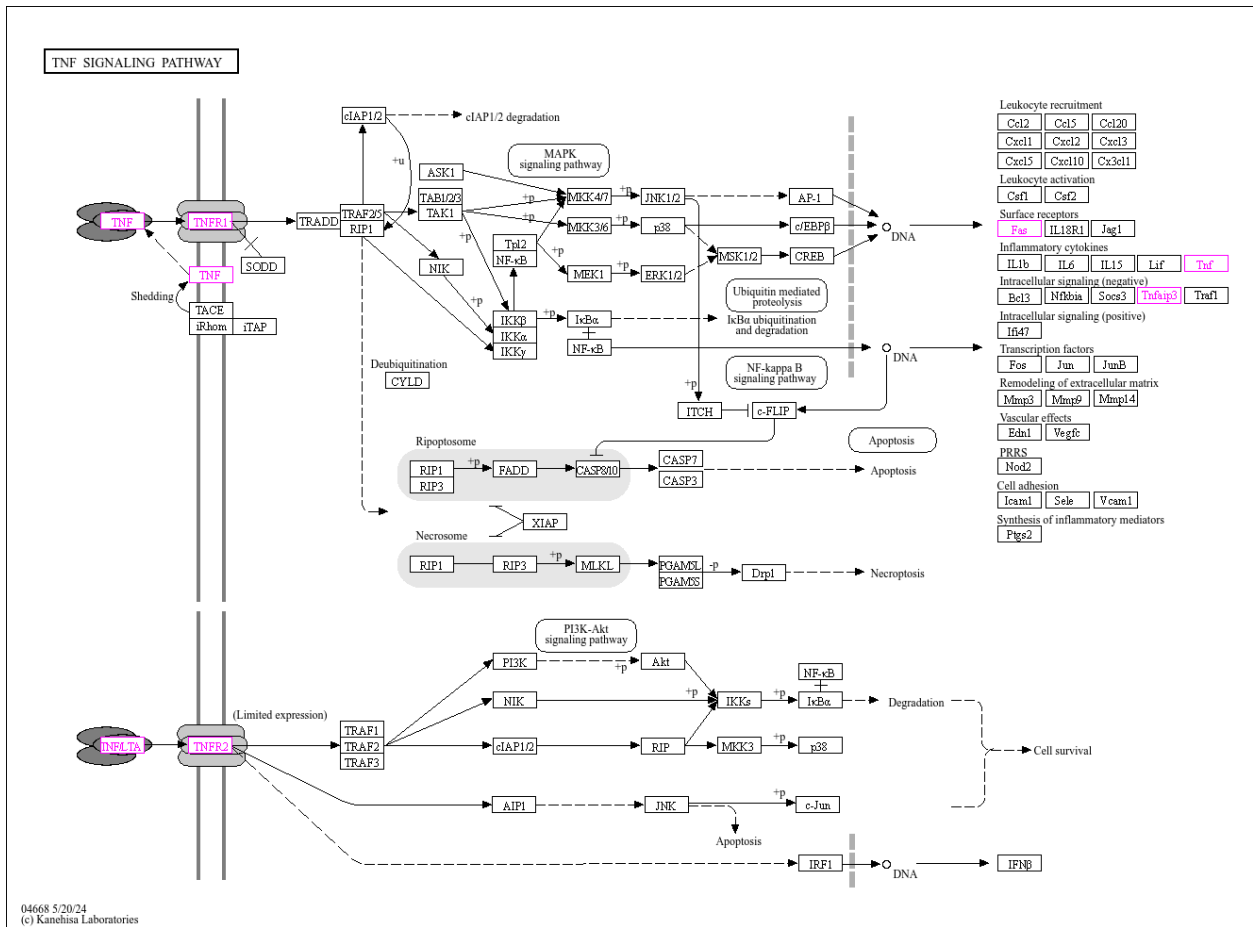 TNF SIGNALING PATHWAY
cIAP1/2
cIAP1/2 degradation
+u
MAPK
signaling pathway
ASK1
TAB1/2/3
TAK1
+p
+p
+p
MKK4/7
+p
JNK1/2
AP-1
TNF
TNFR1
TRADD
TRAF2/5
RIP1
MKK3/6
+p
p38
c/EBPβ
DNA
SODD
TNF
Shedding
TACE
iRhom
iTAP
NIK
Tpl2
NF-κB
+p
MEK1
+p
ERK1/2
MSK1/2
CREB
+p
Ubiquitin mediated
proteolysis
IKKβ
IKKα
IKKγ
+p
IκBα
NF-κB
IκBα ubiquitination
and degradation
DNA
Deubiquitination
CYLD
NF-kappa B
signaling pathway
+p
ITCH
c-FLIP
Apoptosis
Ripoptosome
RIP1
RIP3
+p
FADD
CASP8/10
CASP7
CASP3
Apoptosis
XIAP
Necrosome
RIP1
RIP3
+p
MLKL
PGAM5L
PGAM5S
-p
Drp1
Necroptosis
Leukocyte recruitment
Ccl2 Ccl5 Ccl20
Cxcl1 Cxcl2 Cxcl3
Cxcl5 Cxcl10 Cx3cl1
Leukocyte activation
Csf1 Csf2
Surface receptors
Fas IL18R1 Jag1
Inflammatory cytokines
IL1b IL6 IL15 Lif Tnf
Intracellular signaling (negative)
Bcl3 Nfkbia Socs3 Tnfaip3 Traf1
Intracellular signaling (positive)
Ifi47
Transcription factors
Fos Jun JunB
Remodeling of extracellular matrix
Mmp3 Mmp9 Mmp14
Vascular effects
Edn1 Vegfc
PRRS
Nod2
Cell adhesion
Icam1 Sele Vcam1
Synthesis of inflammatory mediators
Ptgs2
PI3K-Akt
signaling pathway
PI3K
+p
Akt
NIK
+p
IKKs
+p
NF-κB
IκBα
Degradation
(Limited expression)
TNF/LTA
TNFR2
TRAF1
TRAF2
TRAF3
cIAP1/2
RIP
MKK3
+p
p38
Cell survival
AIP1
JNK
+p
c-Jun
Apoptosis
IRF1
DNA
IFNβ
04668 5/20/24
(c) Kanehisa Laboratories